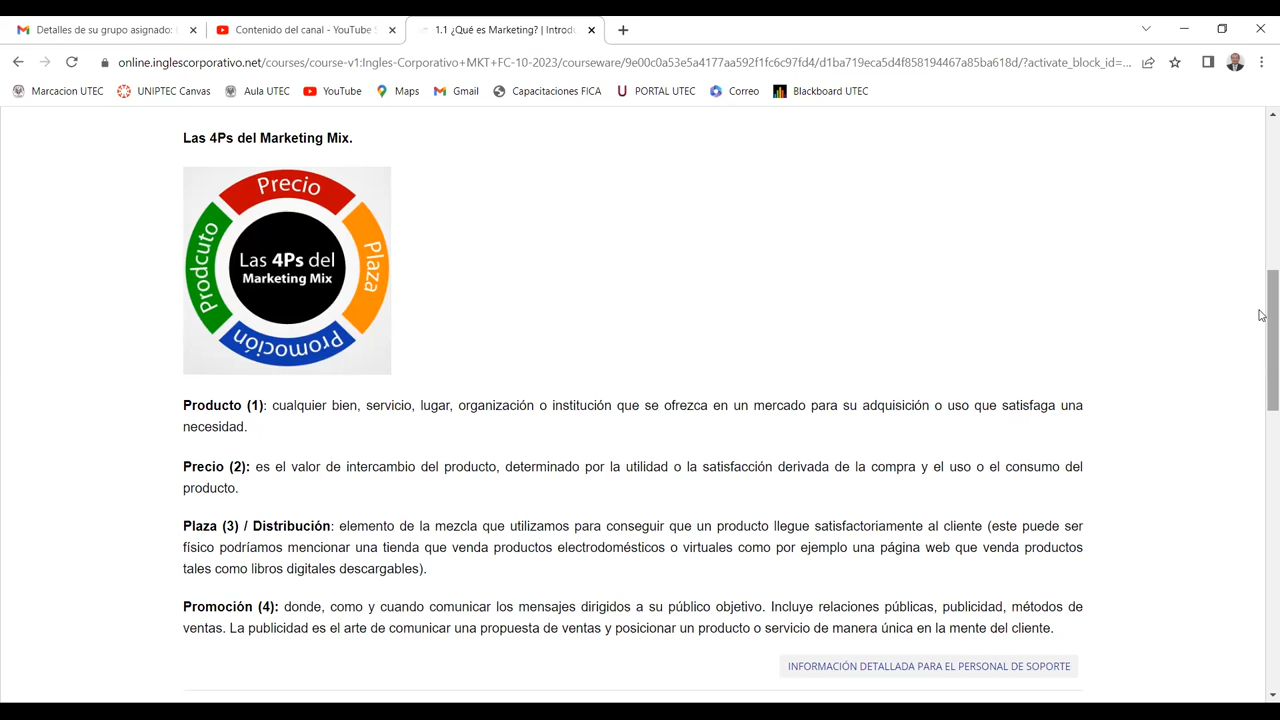 Detalles de su grupo asignado:
Contenido del canal - YouTube S
1.1 ¿Qué es Marketing? | Introdu
online.inglescorporativo.net/courses/course-v1:Ingles-Corporativo+MKT+FC-10-2023/courseware/9e00c0a53e5a4177aa592f1fc6c97fd4/d1ba719eca5d4f858194467a85ba618d/?activate_block_id=...
Marcacion UTEC
UNIPTEC Canvas
Aula UTEC
YouTube
Maps
Gmail
Capacitaciones FICA
PORTAL UTEC
Correo
Blackboard UTEC
Las 4Ps del Marketing Mix.
Precio
Prodcuto
Las 4Ps del
Marketing Mix
Plaza
Promoción
Producto (1): cualquier bien, servicio, lugar, organización o institución que se ofrezca en un mercado para su adquisición o uso que satisfaga una
necesidad.
Precio (2): es el valor de intercambio del producto, determinado por la utilidad o la satisfacción derivada de la compra y el uso o el consumo del
producto.
Plaza (3) / Distribución: elemento de la mezcla que utilizamos para conseguir que un producto llegue satisfactoriamente al cliente (este puede ser
físico podríamos mencionar una tienda que venda productos electrodomésticos o virtuales como por ejemplo una página web que venda productos
tales como libros digitales descargables).
Promoción (4): donde, como y cuando comunicar los mensajes dirigidos a su público objetivo. Incluye relaciones públicas, publicidad, métodos de
ventas. La publicidad es el arte de comunicar una propuesta de ventas y posicionar un producto o servicio de manera única en la mente del cliente.
INFORMACIÓN DETALLADA PARA EL PERSONAL DE SOPORTE